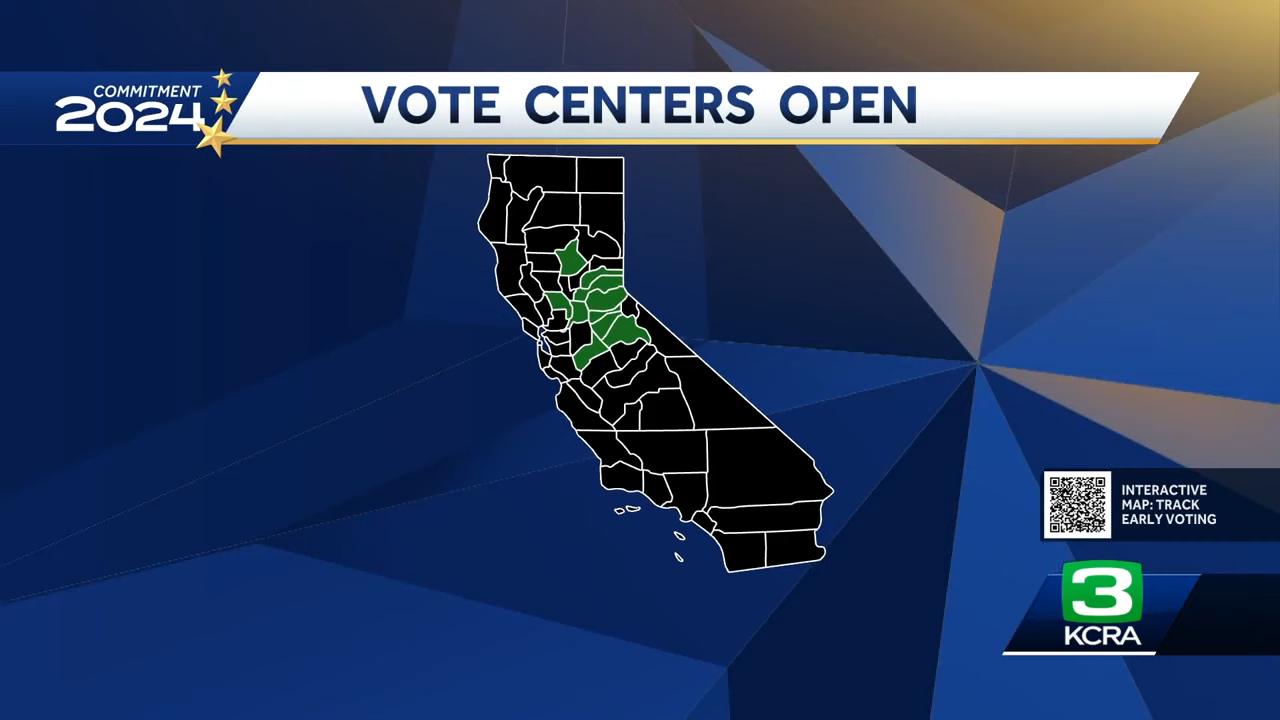 COMMITMENT
2024
VOTE CENTERS OPEN
INTERACTIVE
MAP: TRACK
EARLY VOTING
3
KCRA